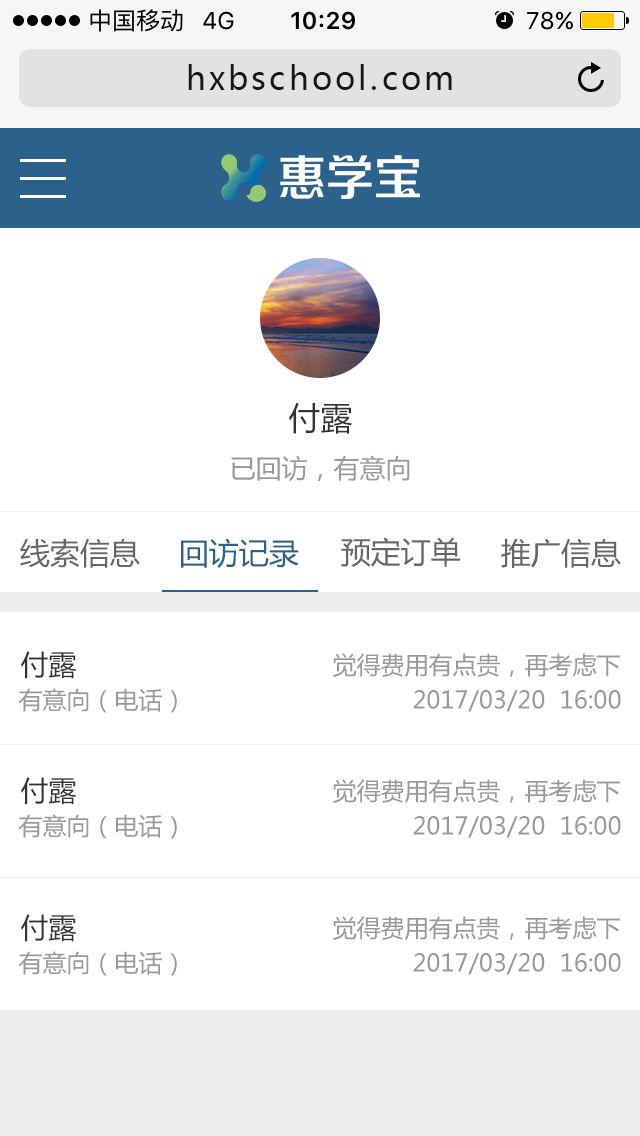 中国移动 4G 10:29 78%
hxbschool.com
惠学宝
付露
已回访，有意向
线索信息 回访记录 预定订单 推广信息
付露 觉得费用有点贵，再考虑下
有意向（电话） 2017/03/20 16:00
付露 觉得费用有点贵，再考虑下
有意向（电话） 2017/03/20 16:00
付露 觉得费用有点贵，再考虑下
有意向（电话） 2017/03/20 16:00